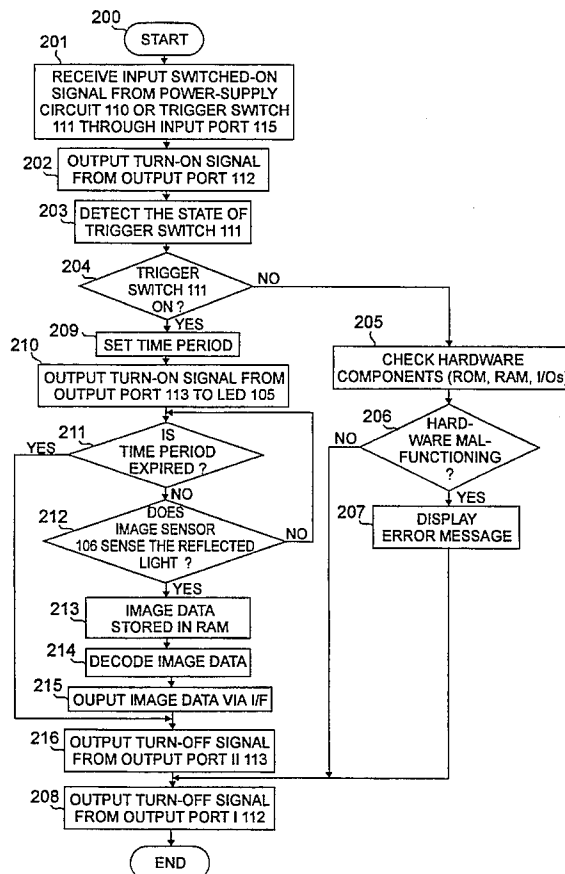 200
START
201
RECEIVE INPUT SWITCHED-ON
SIGNAL FROM POWER-SUPPLY
CIRCUIT 110 OR TRIGGER SWITCH
111 THROUGH INPUT PORT 115
202
OUTPUT TURN-ON SIGNAL
FROM OUTPUT PORT 112
203
DETECT THE STATE OF
TRIGGER SWITCH 111
204
TRIGGER
SWITCH 111
ON ?
NO
YES
209
SET TIME PERIOD
210
OUTPUT TURN-ON SIGNAL FROM
OUTPUT PORT 113 TO LED 105
205
CHECK HARDWARE
COMPONENTS (ROM, RAM, I/Os)
211
IS
TIME PERIOD
EXPIRED ?
YES
NO
206
HARD-
WARE MAL-
FUNCTIONING
?
NO
YES
212
DOES
IMAGE SENSOR
106 SENSE THE REFLECTED
LIGHT ?
NO
YES
207
DISPLAY
ERROR MESSAGE
213
IMAGE DATA
STORED IN RAM
214
DECODE IMAGE DATA
215
OUPUT IMAGE DATA VIA I/F
216
OUTPUT TURN-OFF SIGNAL
FROM OUTPUT PORT II 113
208
OUTPUT TURN-OFF SIGNAL
FROM OUTPUT PORT I 112
END